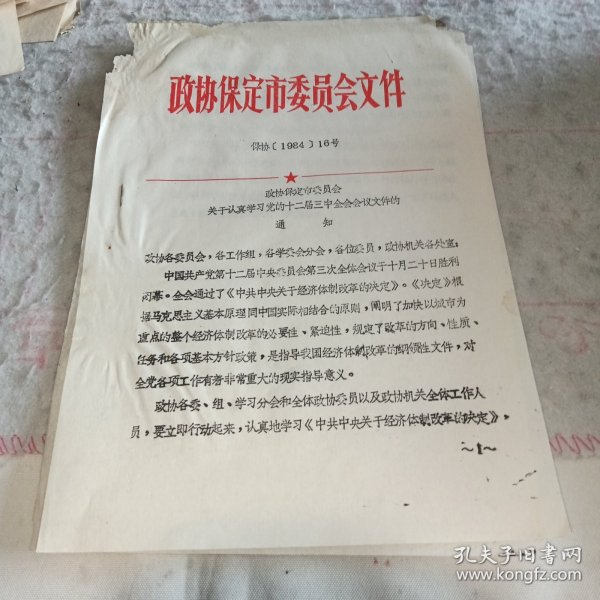 政协保定市委员会文件
保协〔1984〕16号
政协保定市委员会
关于认真学习党的十二届三中全会会议文件的
通 知
政协各委员会，各工作组，各学委会分会，各位委员，政协机关各处室：
中国共产党第十二届中央委员会第三次全体会议于十月二十日胜利
闭幕。全会通过了《中共中央关于经济体制改革的决定》。《决定》根
据马克思主义基本原理同中国实际相结合的原则，阐明了加快以城市为
重点的整个经济体制改革的必要性、紧迫性，规定了改革的方向、性质、
任务和各项基本方针政策，是指导我国经济体制改革的纲领性文件，对
全党各项工作有着非常重大的现实指导意义。
政协各委、组、学习分会和全体政协委员以及政协机关全体工作人
员，要立即行动起来，认真地学习《中共中央关于经济体制改革的决定》，
～1～
孔夫子旧书网
www.kongfz.com